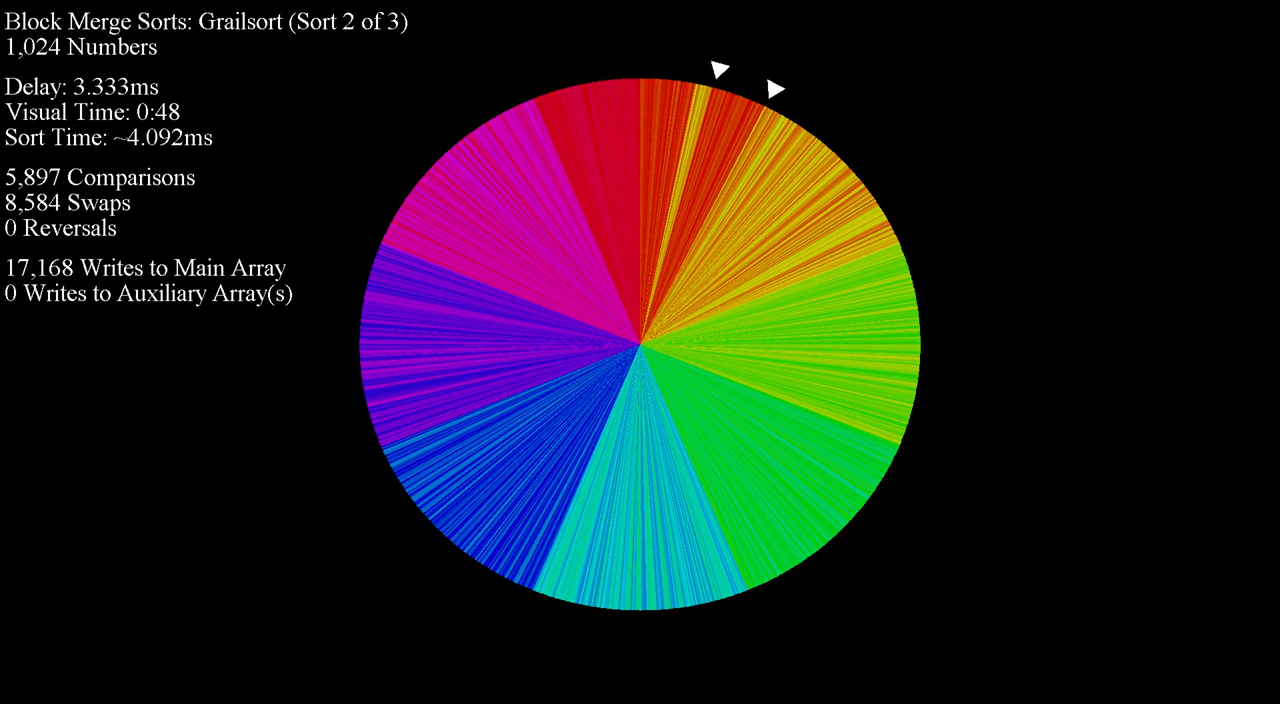 Block Merge Sorts: Grailsort (Sort 2 of 3)
1,024 Numbers
Delay: 3.333ms
Visual Time: 0:48
Sort Time: ~4.092ms
5,897 Comparisons
8,584 Swaps
0 Reversals
17,168 Writes to Main Array
0 Writes to Auxiliary Array(s)